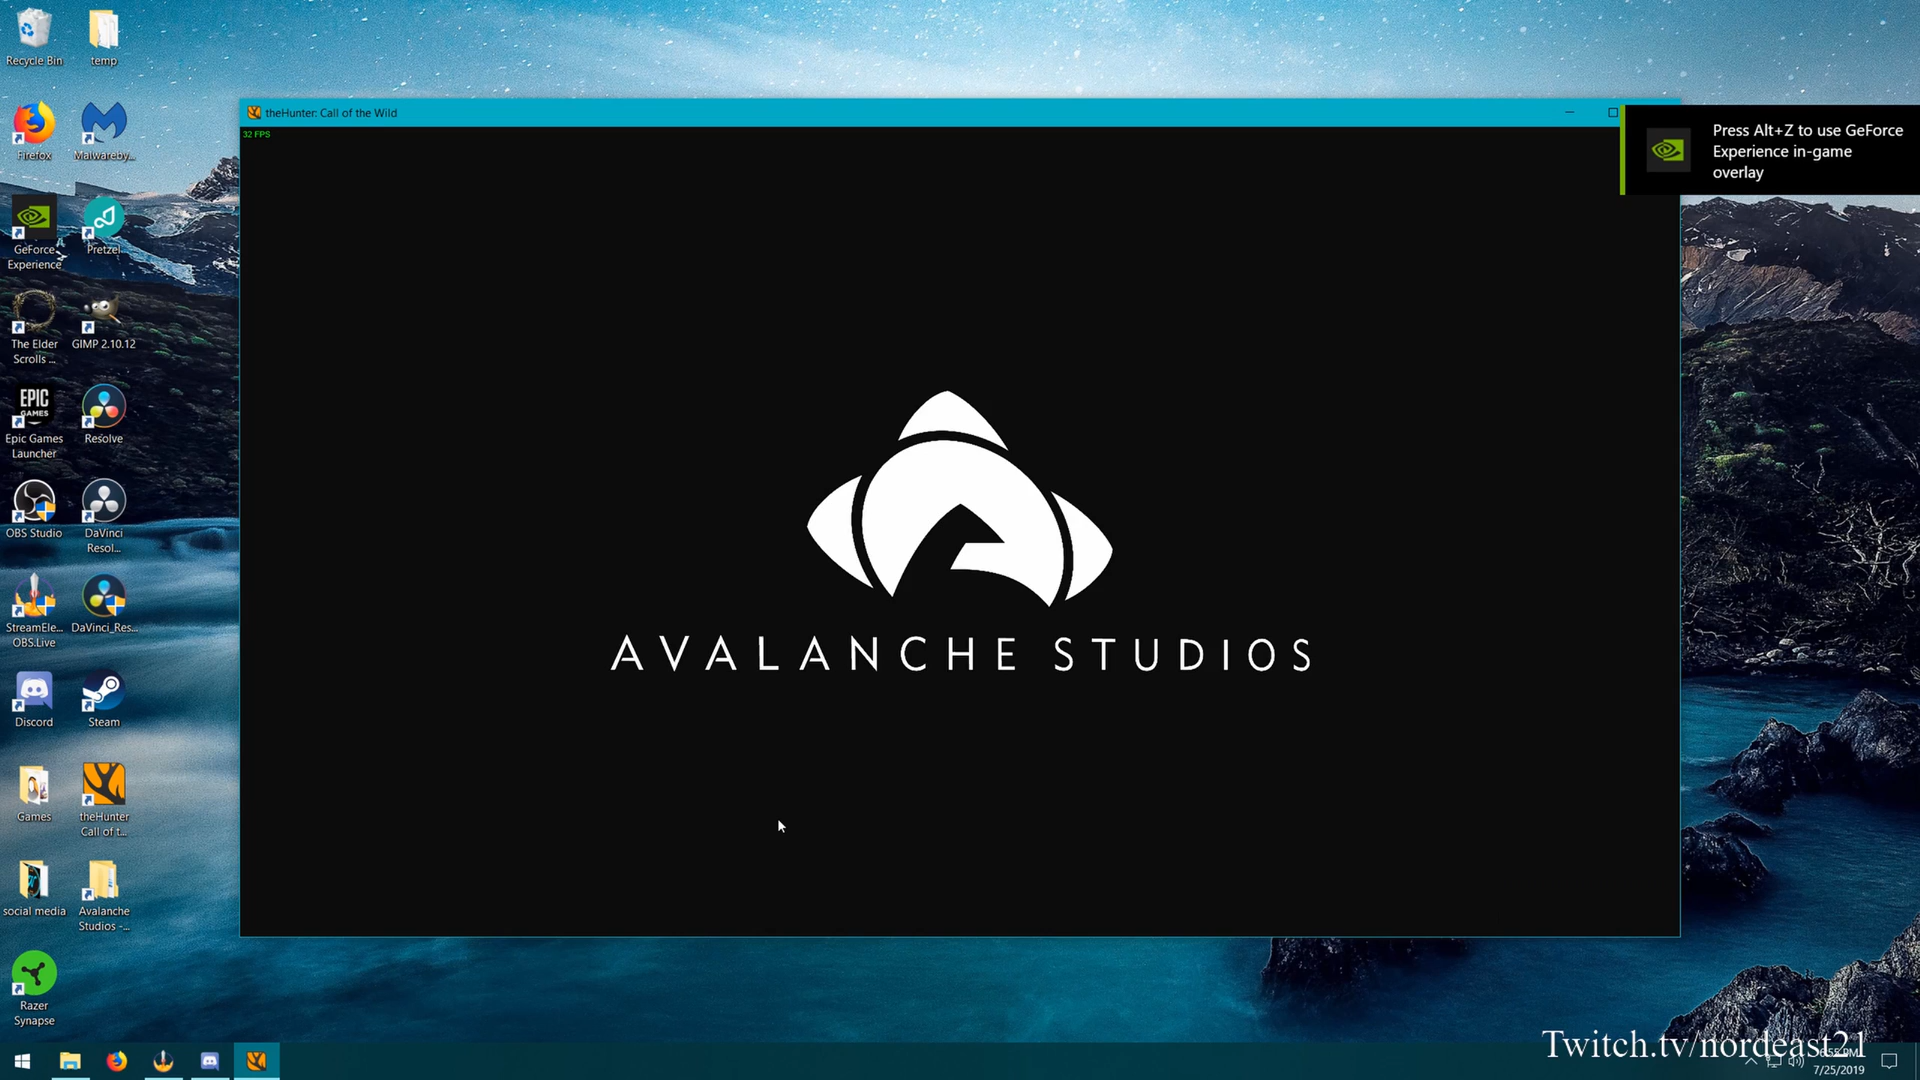 Recycle Bin
temp
Firefox
Malwareby...
GeForce
Experience
Pretzel
The Elder
Scrolls ...
GIMP 2.10.12
EPIC
GAMES
Epic Games
Launcher
Resolve
OBS Studio
DaVinci
Resol...
StreamEle...
OBS.Live
DaVinci_Res...
Discord
Steam
Games
theHunter
Call of t...
social media
Avalanche
Studios -...
Razer
Synapse
theHunter: Call of the Wild
32 FPS
AVALANCHE STUDIOS
Press Alt+Z to use GeForce
Experience in-game
overlay
Twitch.tv/nordeast21
7/25/2019